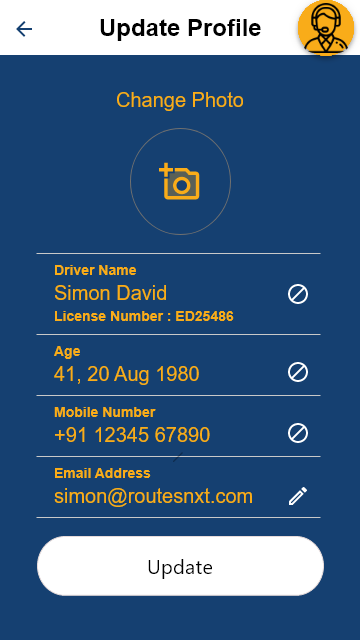 Update Profile
Change Photo
Driver Name
Simon David
License Number : ED25486
Age
41, 20 Aug 1980
Mobile Number
+91 12345 67890
Email Address
simon@routesnxt.com
Update